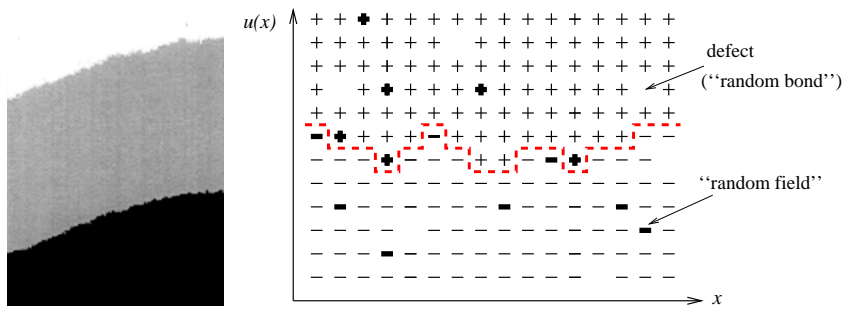 u(x)
defect
(‘‘random bond’’)
‘‘random field’’
x